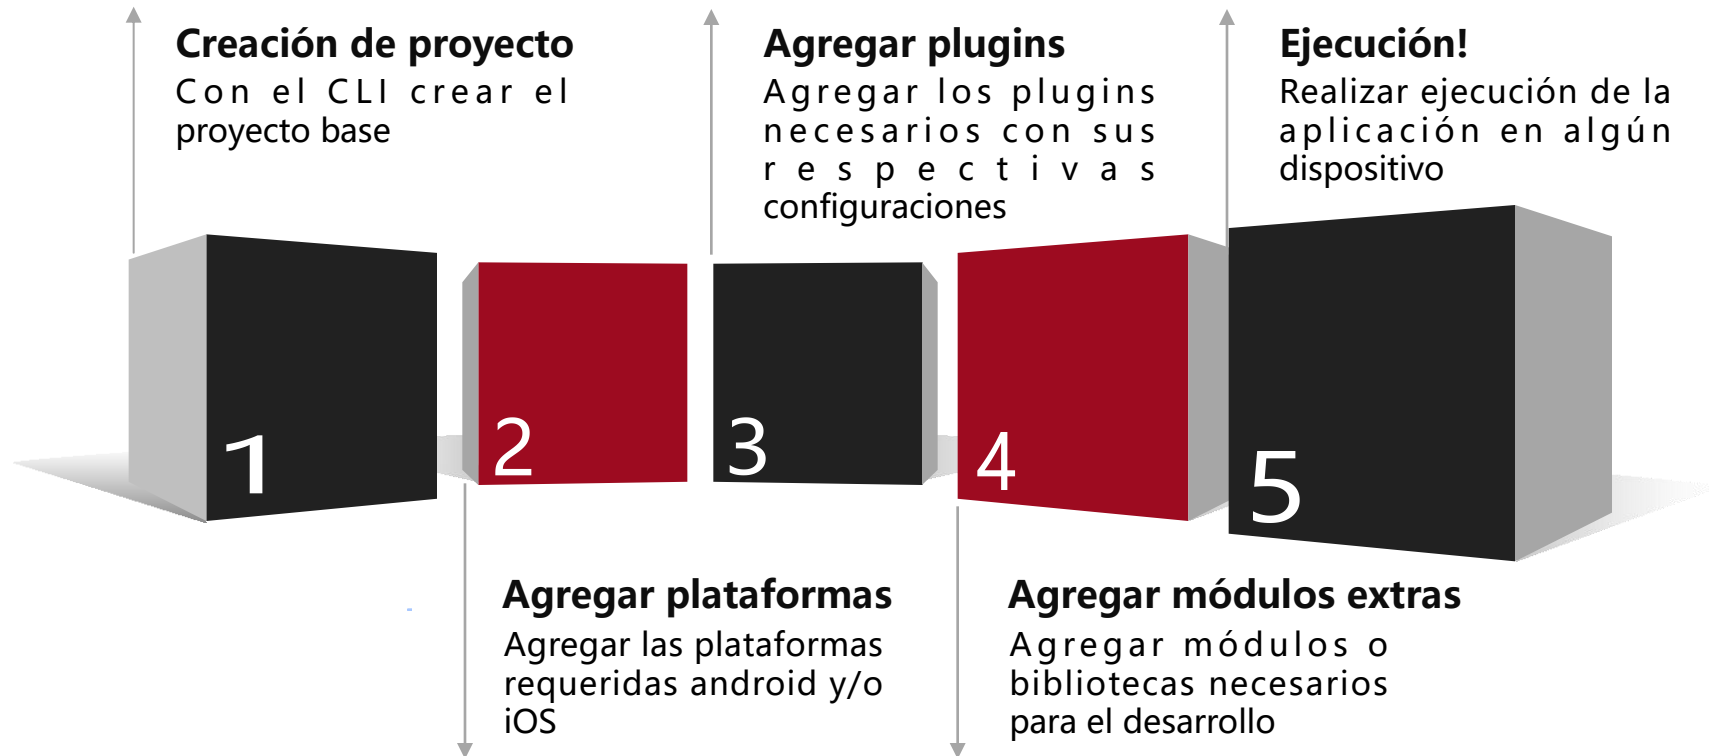 Creación de proyecto
Con el CLI crear el
proyecto base
Agregar plugins
Agregar los plugins
necesarios con sus
respectivas
configuraciones
Ejecución!
Realizar ejecución de la
aplicación en algún
dispositivo
1
2
3
4
5
Agregar plataformas
Agregar las plataformas
requeridas android y/o
iOS
Agregar módulos extras
Agregar módulos o
bibliotecas necesarios
para el desarrollo